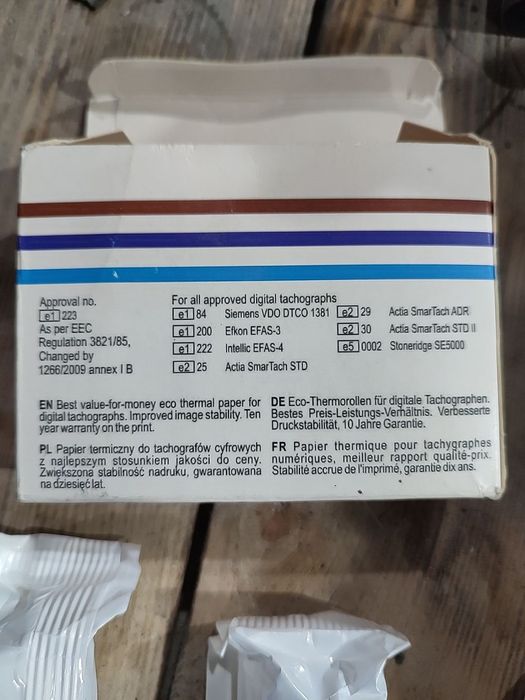 Approval no.
e1 223
As per EEC
Regulation 3821/85,
Changed by
1266/2009 annex I B
For all approved digital tachographs
e1 84 Siemens VDO DTCO 1381
e1 200 Efkon EFAS-3
e1 222 Intellic EFAS-4
e2 25 Actia SmarTach STD
e2 29 Actia SmarTach ADR
e2 30 Actia SmarTach STD II
e5 0002 Stoneridge SE5000
EN Best value-for-money eco thermal paper for
digital tachographs. Improved image stability. Ten
year warranty on the print.
DE Eco-Thermorollen für digitale Tachographen.
Bestes Preis-Leistungs-Verhältnis. Verbesserte
Druckstabilität, 10 Jahre Garantie.
PL Papier termiczny do tachografów cyfrowych
z najlepszym stosunkiem jakości do ceny.
Zwiększona stabilność nadruku, gwarantowana
na dziesięć lat.
FR Papier thermique pour tachygraphes
numériques, meilleur rapport qualité-prix.
Stabilité accrue de l'imprimé, garantie dix ans.